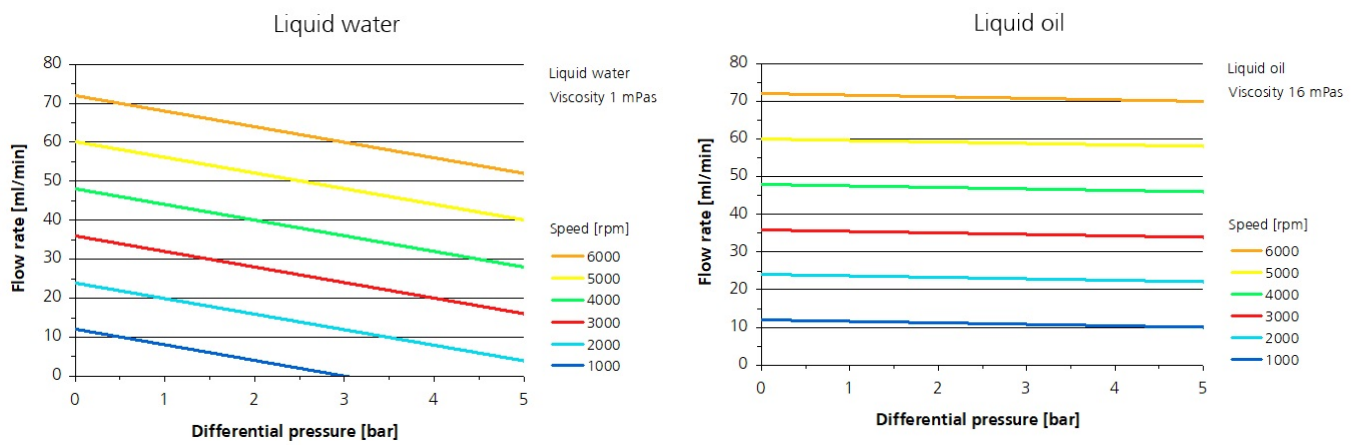 Liquid water
80
70
60
50
40
30
20
10
0
0 1 2 3 4 5
Flow rate [ml/min]
Differential pressure [bar]
Liquid water
Viscosity 1 mPas
Speed [rpm]
6000
5000
4000
3000
2000
1000
Liquid oil
80
70
60
50
40
30
20
10
0
0 1 2 3 4 5
Flow rate [ml/min]
Differential pressure [bar]
Liquid oil
Viscosity 16 mPas
Speed [rpm]
6000
5000
4000
3000
2000
1000